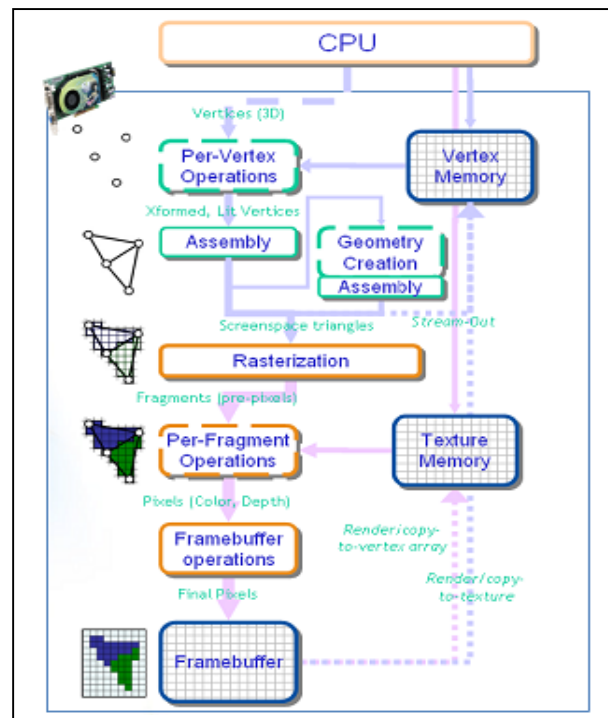 CPU
Vertices (3D)
Per-Vertex
Operations
Vertex
Memory
Xformed, Lit Vertices
Assembly
Geometry
Creation
Assembly
Screenspace triangles
Stream-Out
Rasterization
Fragments (pre-pixels)
Per-Fragment
Operations
Texture
Memory
Pixels (Color, Depth)
Render/copy-
to-vertex array
Framebuffer
operations
Render/copy-
to-texture
Final Pixels
Framebuffer